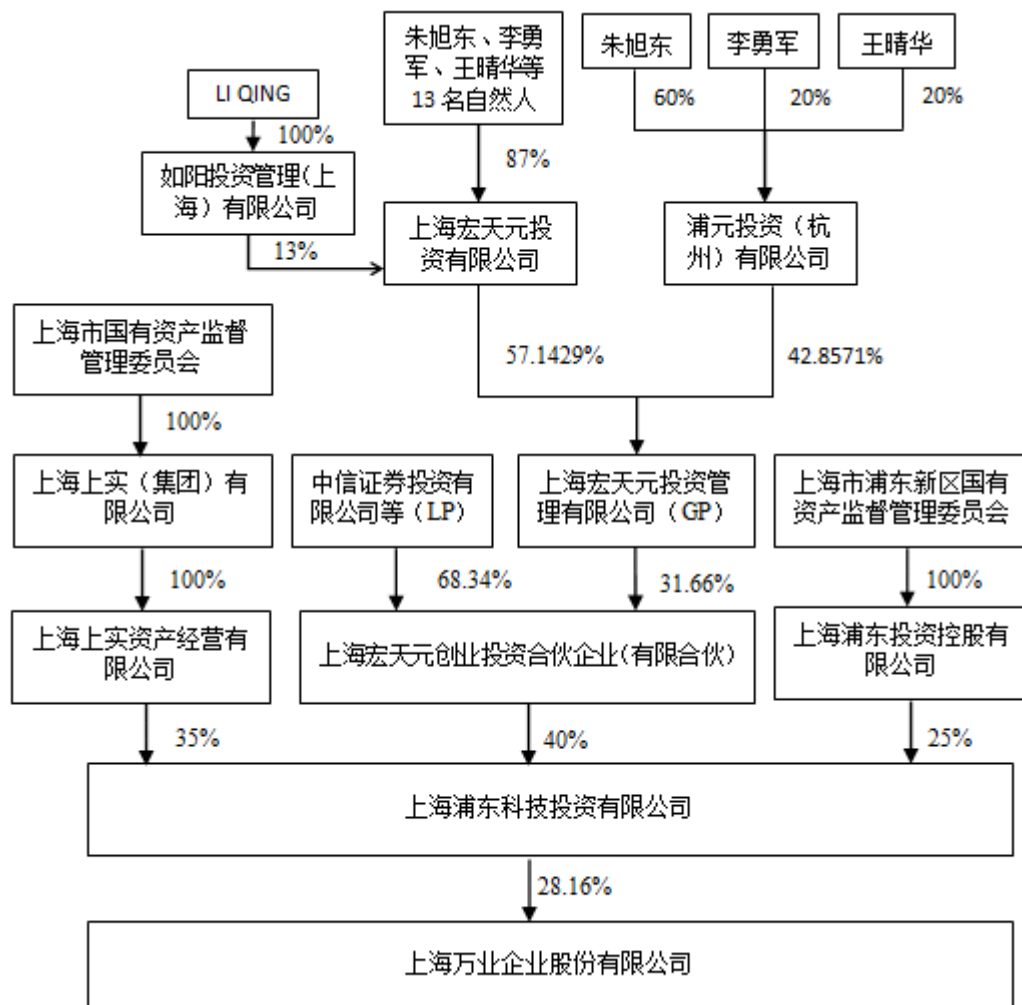 朱旭东、李勇
军、王晴华等
13 名自然人
朱旭东
李勇军
王晴华
LI QING
60%
20%
20%
100%
87%
如阳投资管理（上
海）有限公司
上海宏天元投
资有限公司
浦元投资（杭
州）有限公司
13%
上海市国有资产监督
管理委员会
57.1429%
42.8571%
100%
上海上实（集团）有
限公司
中信证券投资有
限公司等（LP）
上海宏天元投资管
理有限公司（GP）
上海市浦东新区国有
资产监督管理委员会
100%
68.34%
31.66%
100%
上海上实资产经营有
限公司
上海宏天元创业投资合伙企业（有限合伙）
上海浦东投资控股有
限公司
35%
40%
25%
上海浦东科技投资有限公司
28.16%
上海万业企业股份有限公司